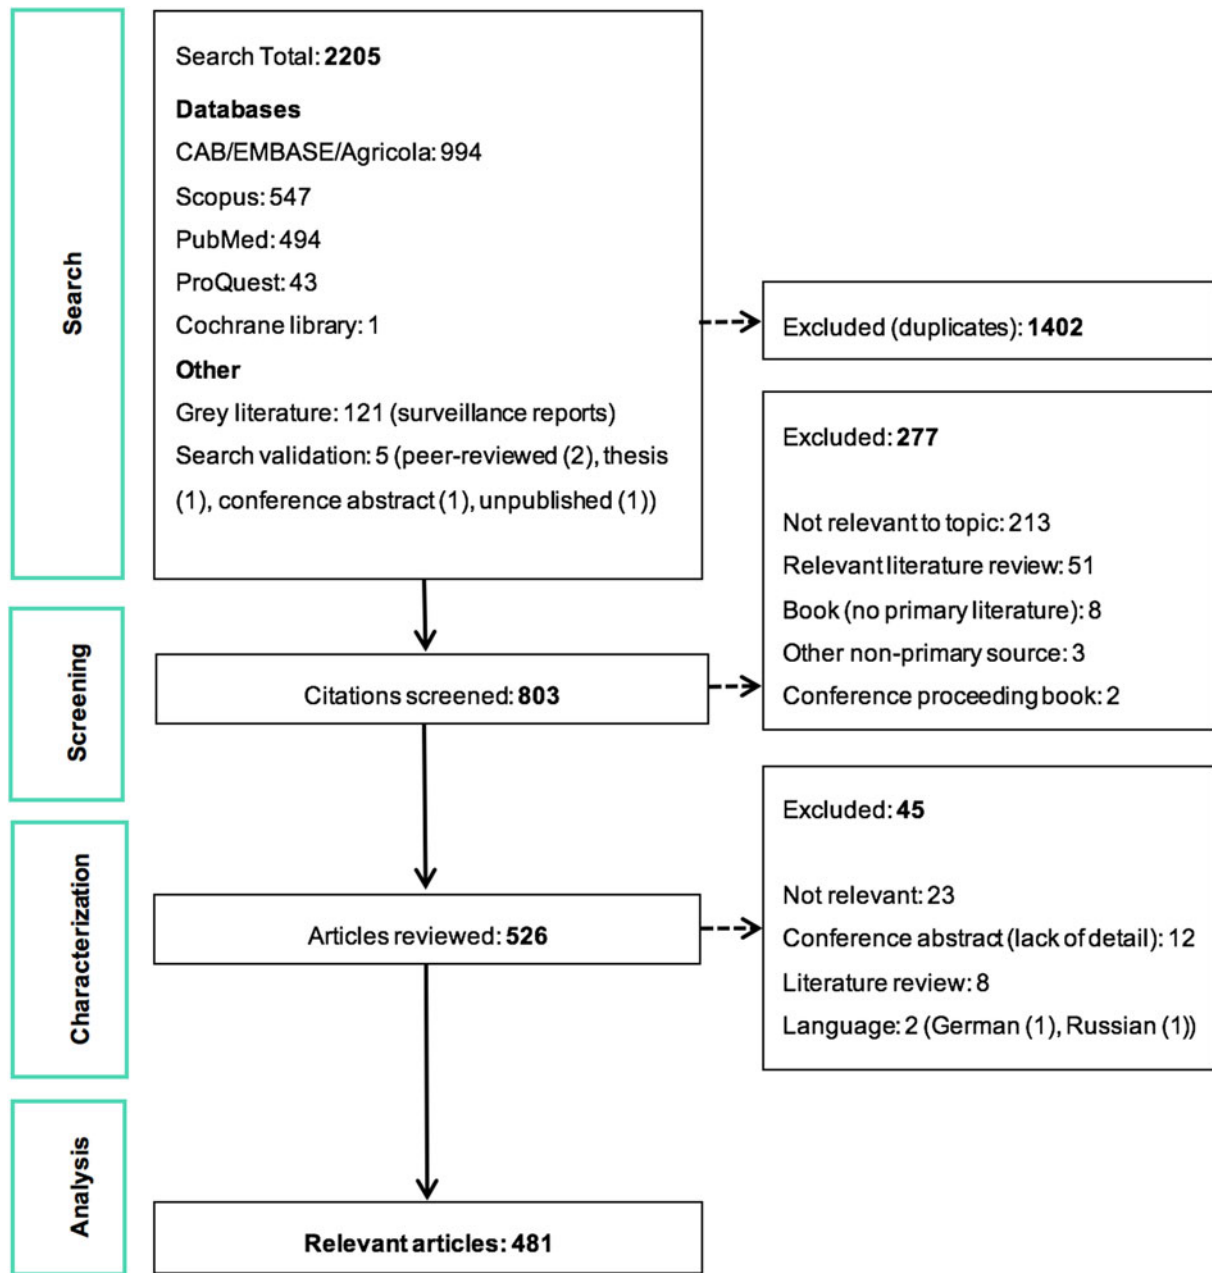 Search
Search Total: 2205
Databases
CAB/EMBASE/Agricola: 994
Scopus: 547
PubMed: 494
ProQuest: 43
Cochrane library: 1
Other
Grey literature: 121 (surveillance reports)
Search validation: 5 (peer-reviewed (2), thesis
(1), conference abstract (1), unpublished (1))
Excluded (duplicates): 1402
Screening
Citations screened: 803
Excluded: 277
Not relevant to topic: 213
Relevant literature review: 51
Book (no primary literature): 8
Other non-primary source: 3
Conference proceeding book: 2
Characterization
Articles reviewed: 526
Excluded: 45
Not relevant: 23
Conference abstract (lack of detail): 12
Literature review: 8
Language: 2 (German (1), Russian (1))
Analysis
Relevant articles: 481